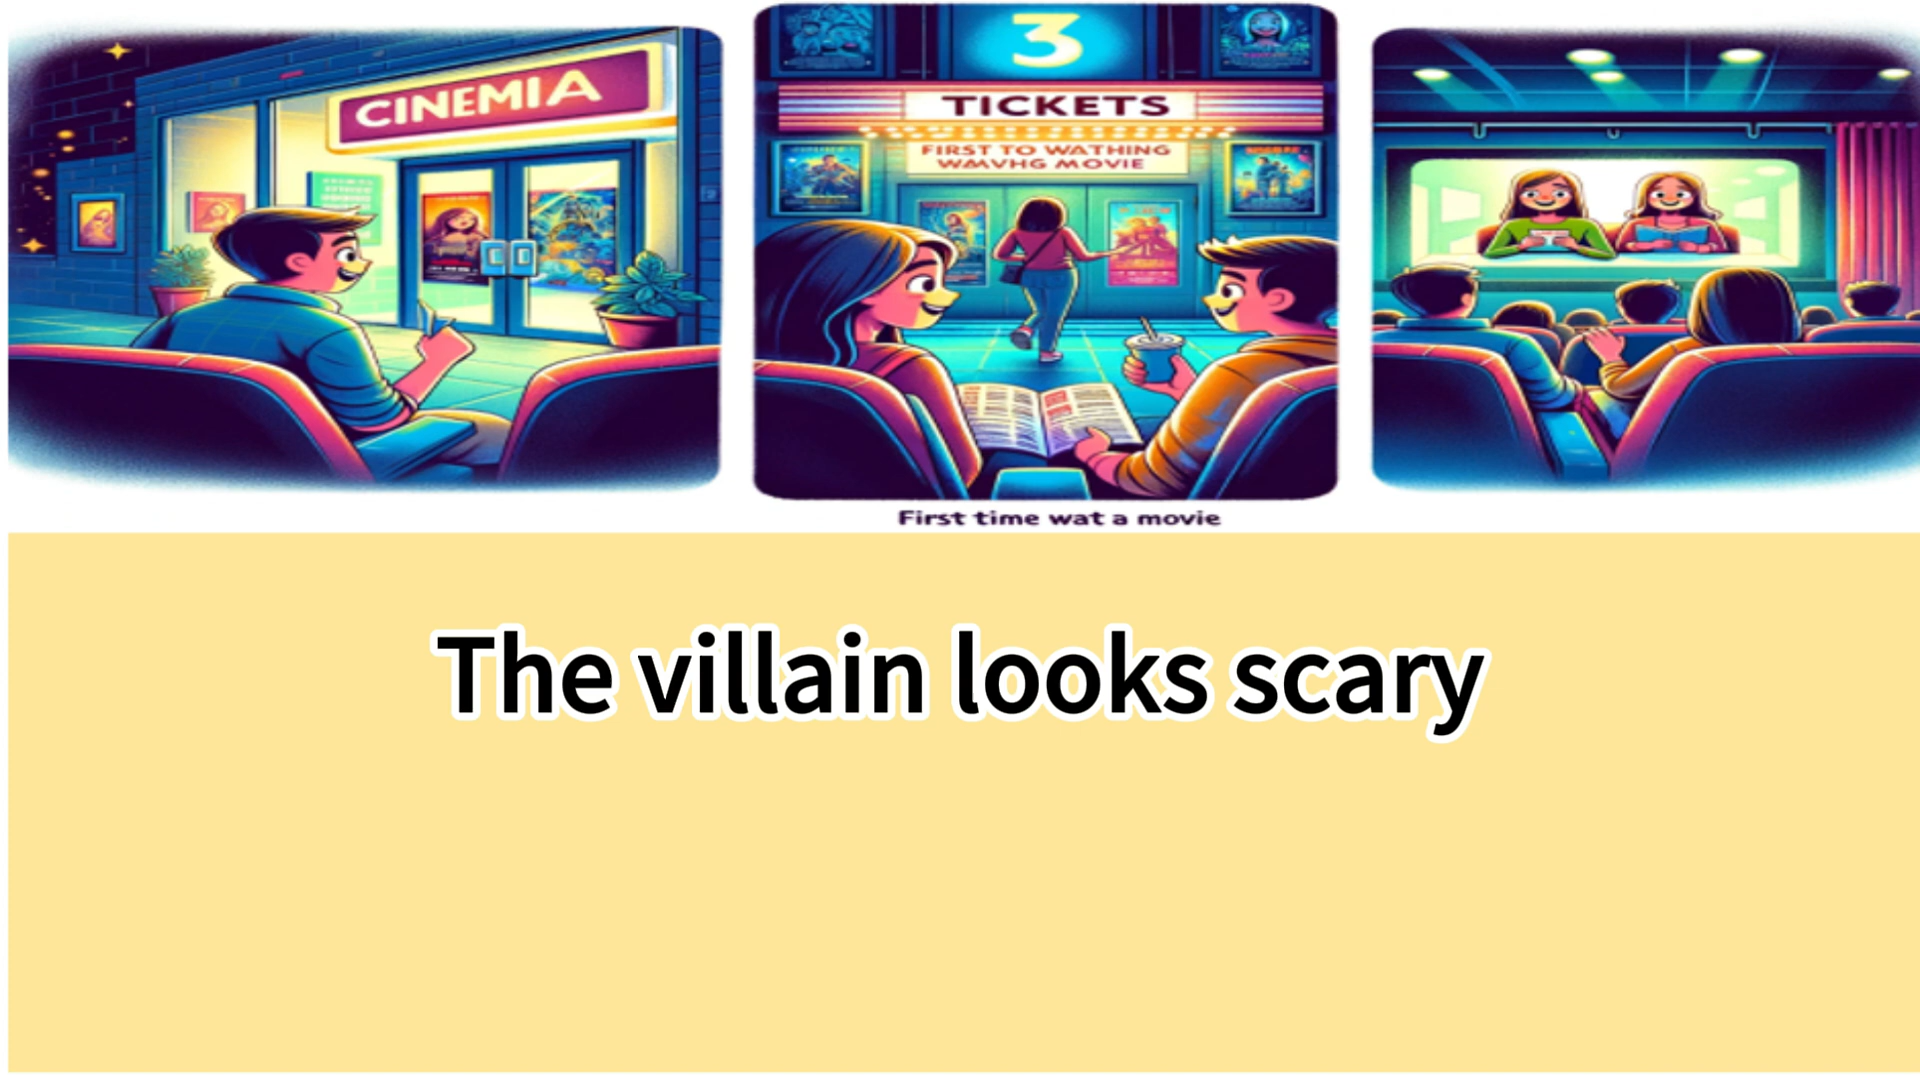 CINEMIA
3
TICKETS
FIRST TO WATHING
WMVHG MOVIE
First time wat a movie
The villain looks scary